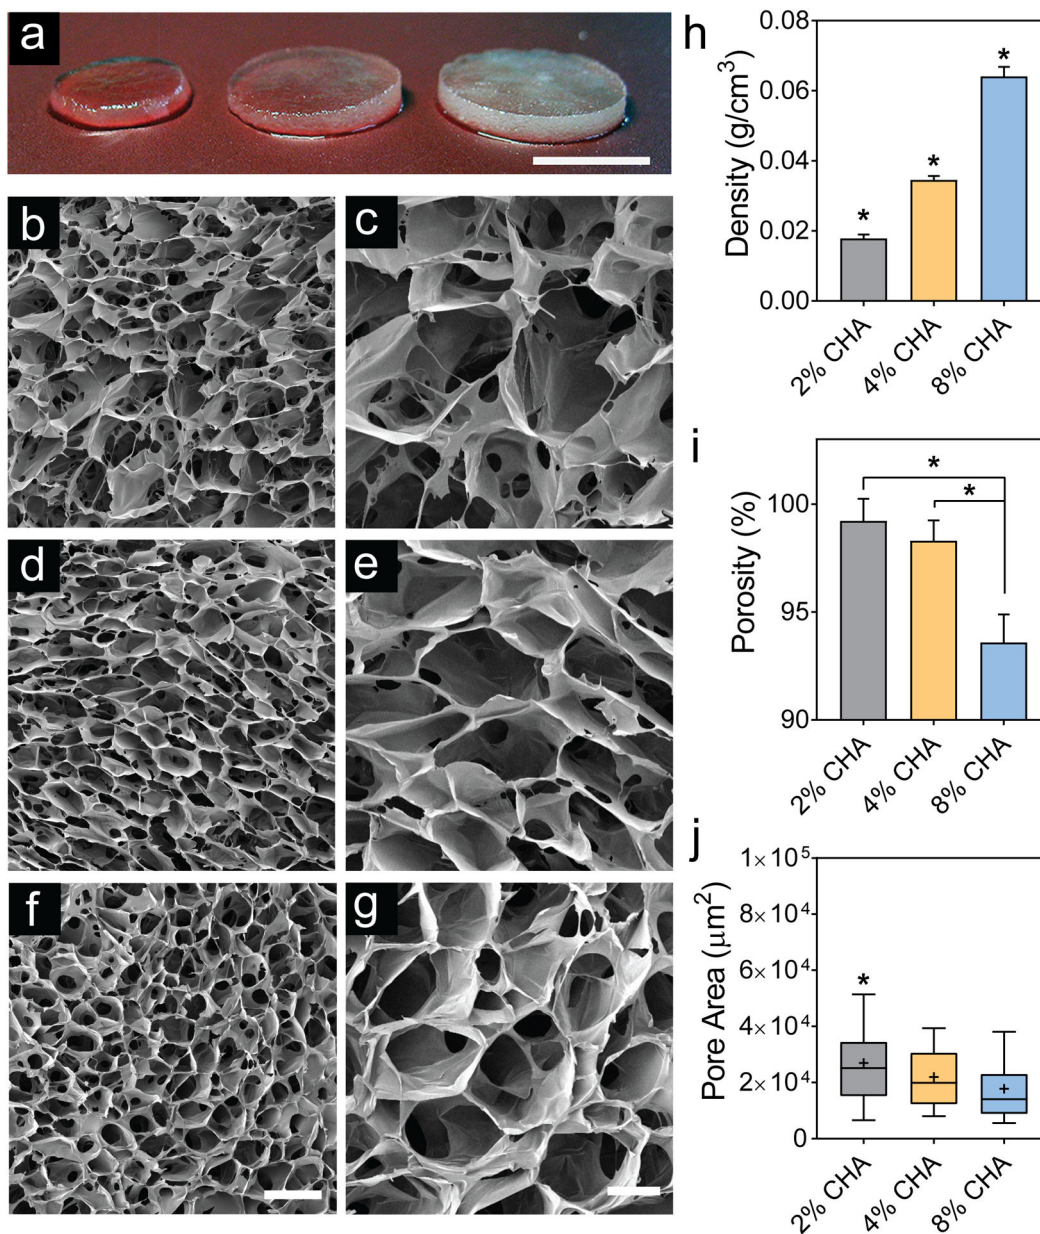 a
b
c
d
e
f
g
h
Density (g/cm³)
0.08
0.06
0.04
0.02
0.00
*
*
*
2% CHA
4% CHA
8% CHA
i
Porosity (%)
100
95
90
*
*
2% CHA
4% CHA
8% CHA
j
Pore Area (μm²)
1×10⁵
8×10⁴
6×10⁴
4×10⁴
2×10⁴
0
*
+
+
+
2% CHA
4% CHA
8% CHA